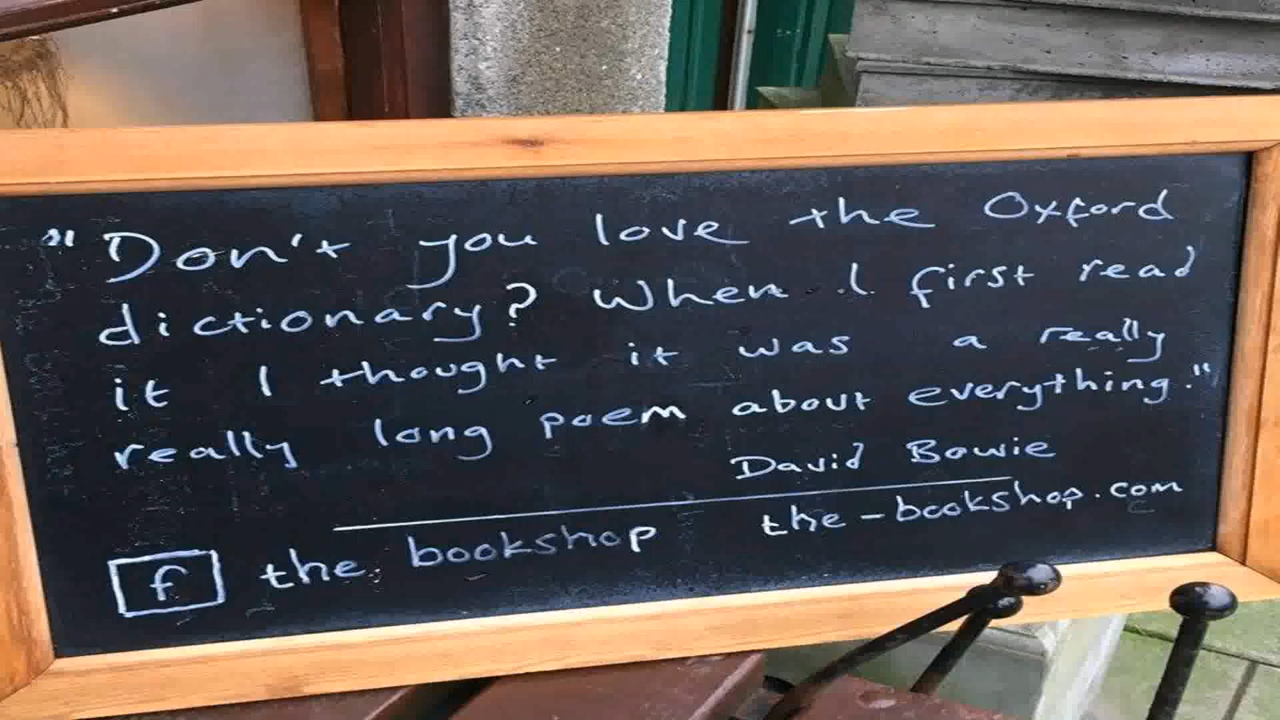 "Don't you love the Oxford
dictionary? When I first read
it I thought it was a really
really long poem about everything."
David Bowie
f the bookshop the-bookshop.com